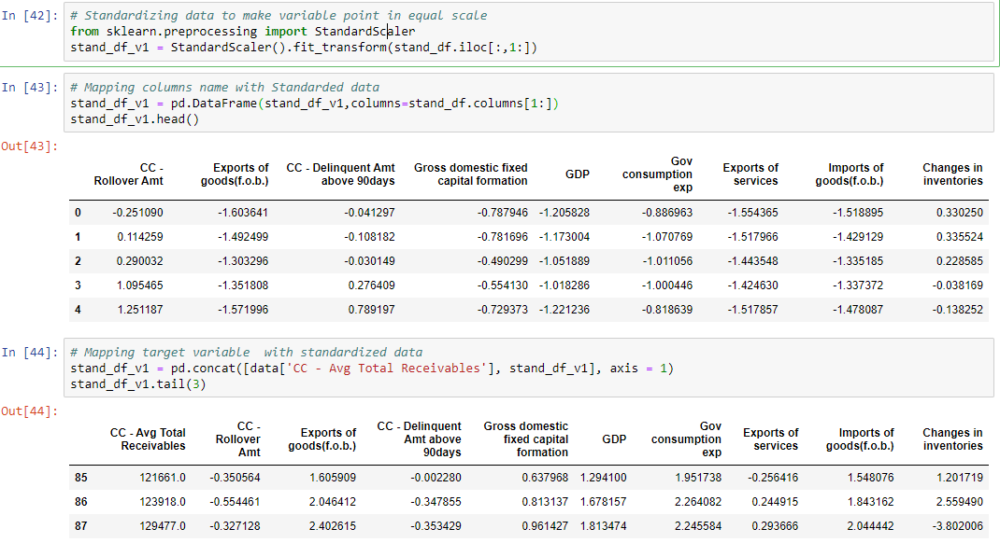 In [42]: # Standardizing data to make variable point in equal scale
from sklearn.preprocessing import StandardScaler
stand_df_v1 = StandardScaler().fit_transform(stand_df.iloc[:,1:])
In [43]: # Mapping columns name with Standarded data
stand_df_v1 = pd.DataFrame(stand_df_v1,columns=stand_df.columns[1:])
stand_df_v1.head()
Out[43]:
CC - Rollover Amt Exports of goods(f.o.b.) CC - Delinquent Amt above 90days Gross domestic fixed capital formation GDP Gov consumption exp Exports of services Imports of goods(f.o.b.) Changes in inventories
0 -0.251090 -1.603641 -0.041297 -0.787946 -1.205828 -0.886963 -1.554365 -1.518895 0.330250
1 0.114259 -1.492499 -0.108182 -0.781696 -1.173004 -1.070769 -1.517966 -1.429129 0.335524
2 0.290032 -1.303296 -0.030149 -0.490299 -1.051889 -1.011056 -1.443548 -1.335185 0.228585
3 1.095465 -1.351808 0.276409 -0.554130 -1.018286 -1.000446 -1.424630 -1.337372 -0.038169
4 1.251187 -1.571996 0.789197 -0.729373 -1.221236 -0.818639 -1.517857 -1.478087 -0.138252
In [44]: # Mapping target variable  with standardized data
stand_df_v1 = pd.concat([data['CC - Avg Total Receivables'], stand_df_v1], axis = 1)
stand_df_v1.tail(3)
Out[44]:
CC - Avg Total Receivables CC - Rollover Amt Exports of goods(f.o.b.) CC - Delinquent Amt above 90days Gross domestic fixed capital formation GDP Gov consumption exp Exports of services Imports of goods(f.o.b.) Changes in inventories
85 121661.0 -0.350564 1.605909 -0.002280 0.637968 1.294100 1.951738 -0.256416 1.548076 1.201719
86 123918.0 -0.554461 2.046412 -0.347855 0.813137 1.678157 2.264082 0.244915 1.843162 2.559490
87 129477.0 -0.327128 2.402615 -0.353429 0.961427 1.813474 2.245584 0.293666 2.044442 -3.802006